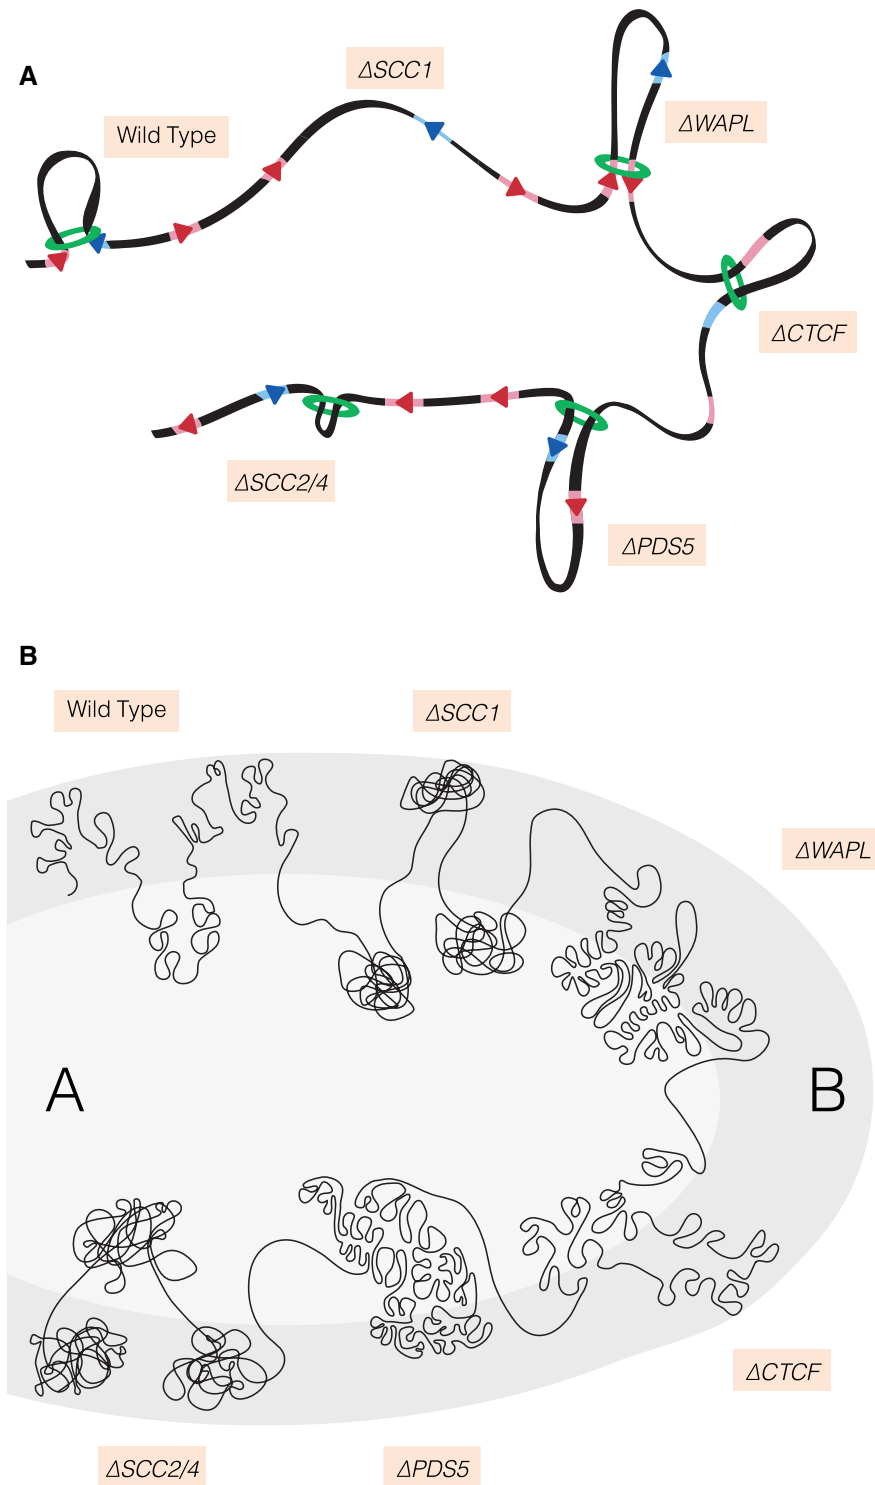 A
ΔSCC1
Wild Type
ΔWAPL
ΔCTCF
ΔSCC2/4
ΔPDS5
B
Wild Type
ΔSCC1
ΔWAPL
A
B
ΔCTCF
ΔSCC2/4
ΔPDS5